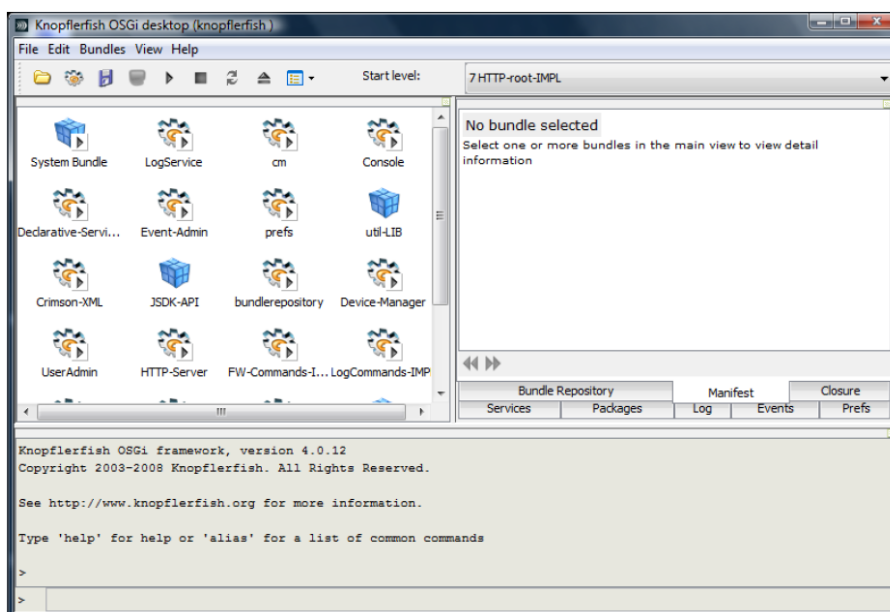 Knopflerfish OSGi desktop (knopflerfish )
File Edit Bundles View Help
Start level:
7 HTTP-root-IMPL
System Bundle LogService cm Console
Declarative-Servi... Event-Admin prefs util-LIB
Crimson-XML JSDK-API bundlerepository Device-Manager
UserAdmin HTTP-Server FW-Commands-I... LogCommands-IMP
No bundle selected
Select one or more bundles in the main view to view detail
information
Bundle Repository Manifest Closure
Services Packages Log Events Prefs
Knopflerfish OSGi framework, version 4.0.12
Copyright 2003-2008 Knopflerfish. All Rights Reserved.
See http://www.knopflerfish.org for more information.
Type 'help' for help or 'alias' for a list of common commands
>
>